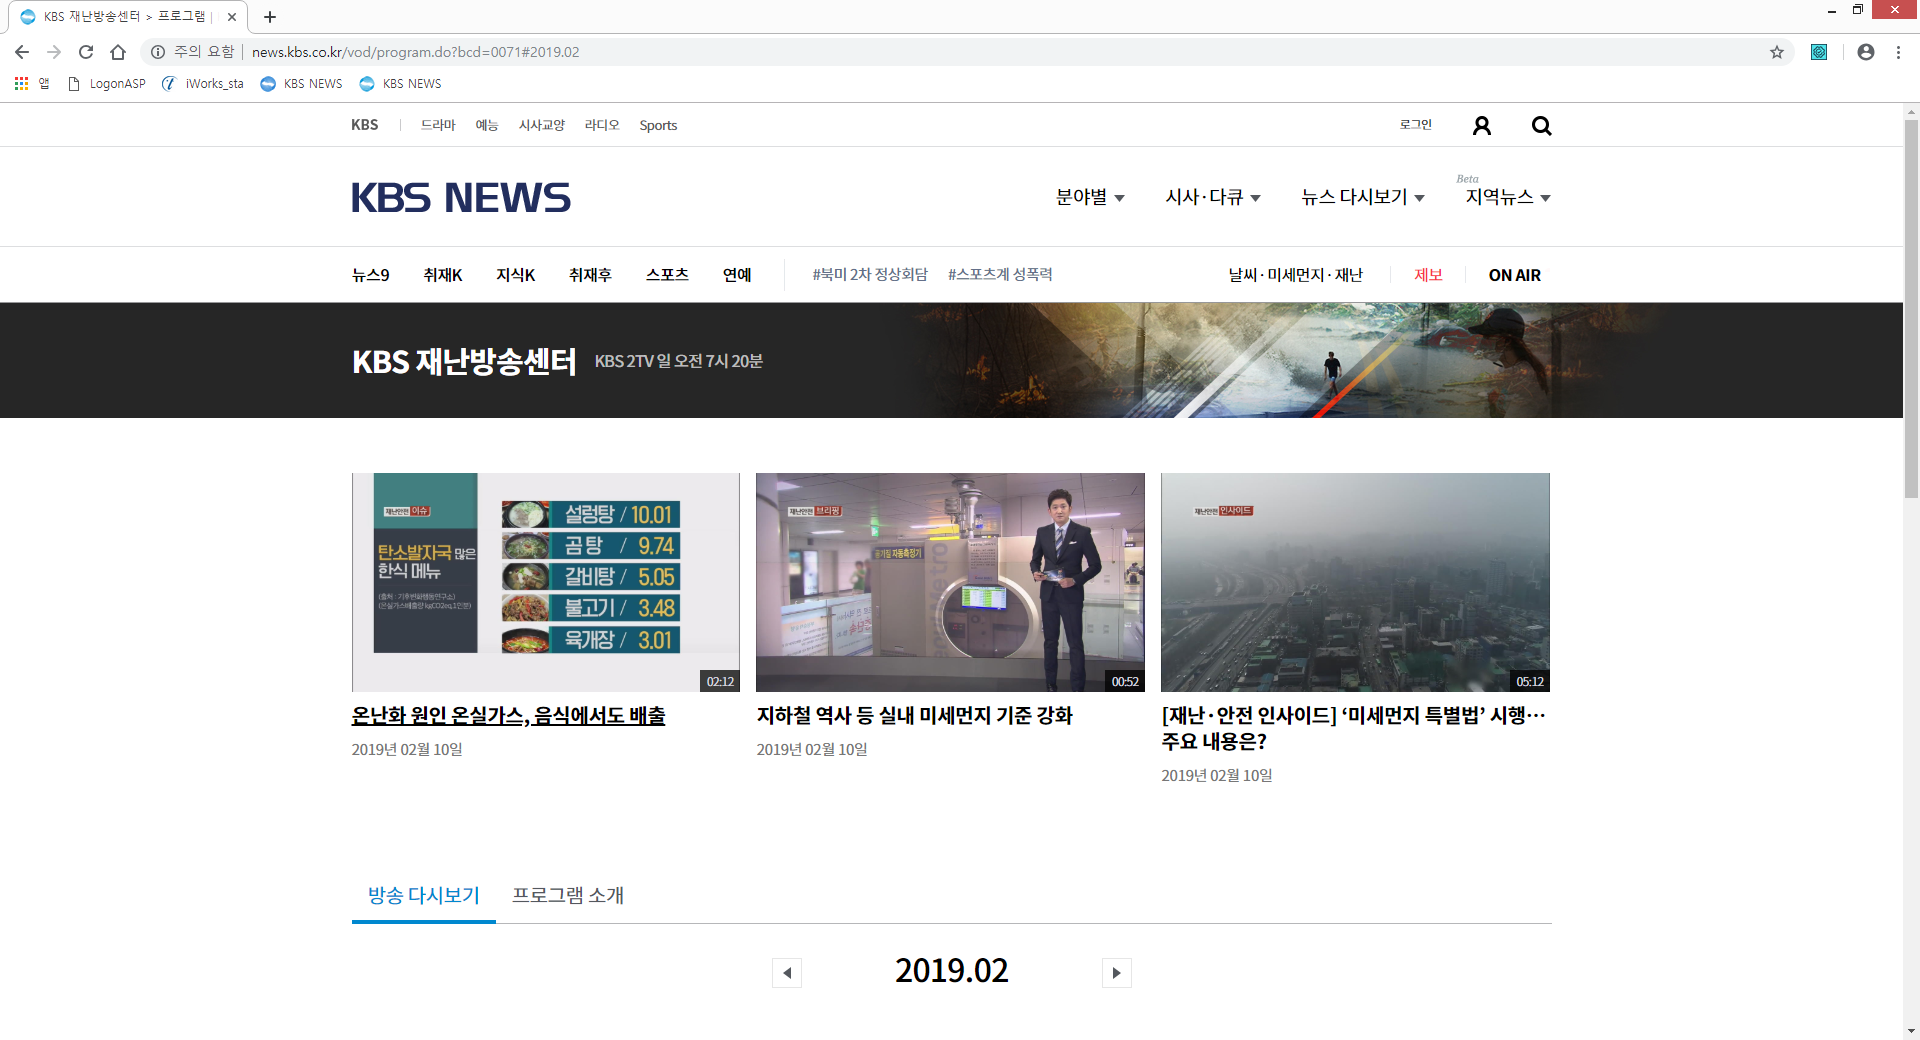 KBS 재난방송센터 > 프로그램 |
주의 요함 | news.kbs.co.kr/vod/program.do?bcd=0071#2019.02
앱 LogonASP iWorks_sta KBS NEWS KBS NEWS
KBS | 드라마 예능 시사교양 라디오 Sports 로그인
Beta
KBS NEWS 분야별 시사·다큐 뉴스 다시보기 지역뉴스
뉴스9 취재K 지식K 취재후 스포츠 연예 #북미 2차 정상회담 #스포츠계 성폭력 날씨·미세먼지·재난 제보 ON AIR
KBS 재난방송센터 KBS 2TV 일 오전 7시 20분
재난안전 이슈
탄소발자국 많은
한식 메뉴
(출처 : 기후변화행동연구소)
(온실가스배출량 kgCO2eq,1인분)
설렁탕 / 10.01
곰탕 / 9.74
갈비탕 / 5.05
불고기 / 3.48
육개장 / 3.01
02:12
재난안전 브리핑
공기질 자동측정기
00:52
재난안전 인사이드
05:12
온난화 원인 온실가스, 음식에서도 배출
2019년 02월 10일
지하철 역사 등 실내 미세먼지 기준 강화
2019년 02월 10일
[재난·안전 인사이드] ‘미세먼지 특별법’ 시행…
주요 내용은?
2019년 02월 10일
방송 다시보기 프로그램 소개
2019.02